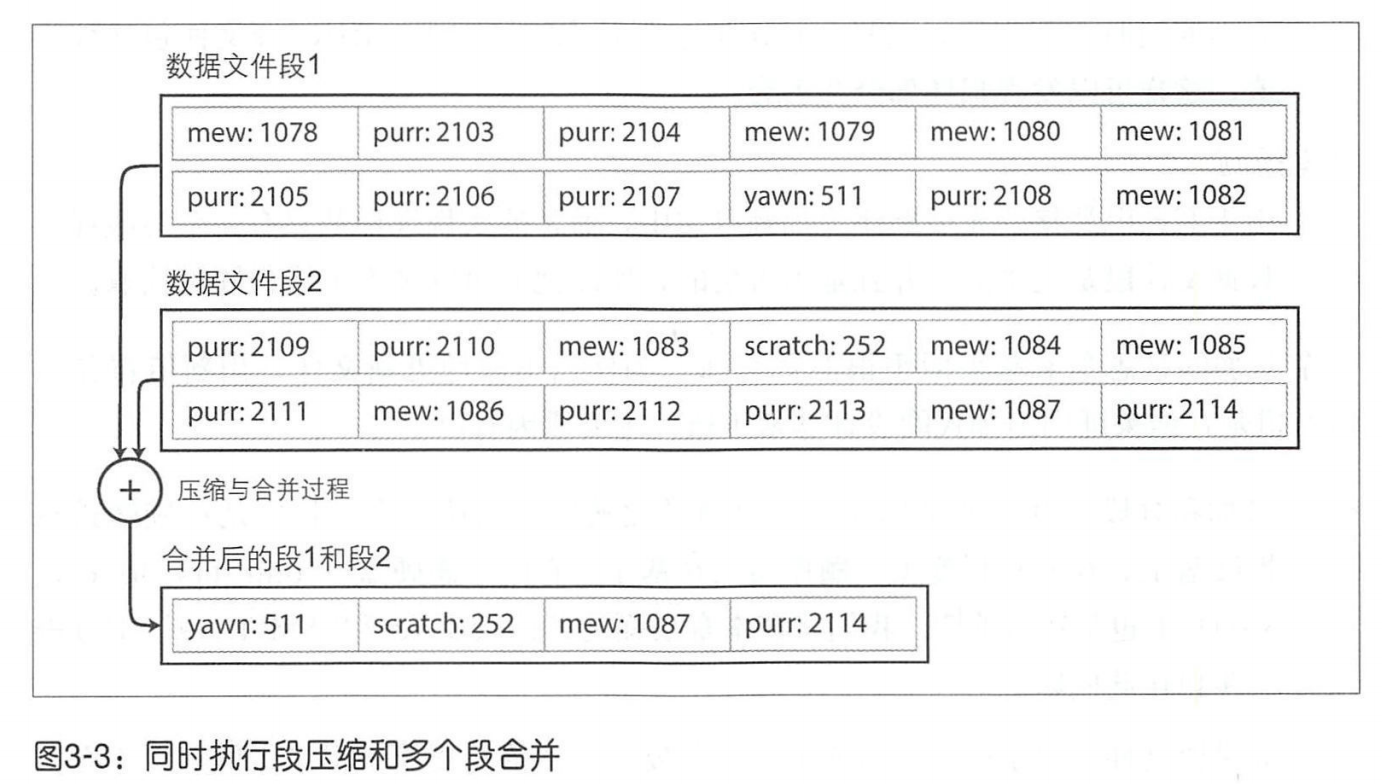 数据文件段1
mew: 1078 purr: 2103 purr: 2104 mew: 1079 mew: 1080 mew: 1081
purr: 2105 purr: 2106 purr: 2107 yawn: 511 purr: 2108 mew: 1082
数据文件段2
purr: 2109 purr: 2110 mew: 1083 scratch: 252 mew: 1084 mew: 1085
purr: 2111 mew: 1086 purr: 2112 purr: 2113 mew: 1087 purr: 2114
+ 压缩与合并过程
合并后的段1和段2
yawn: 511 scratch: 252 mew: 1087 purr: 2114
图3-3：同时执行段压缩和多个段合并